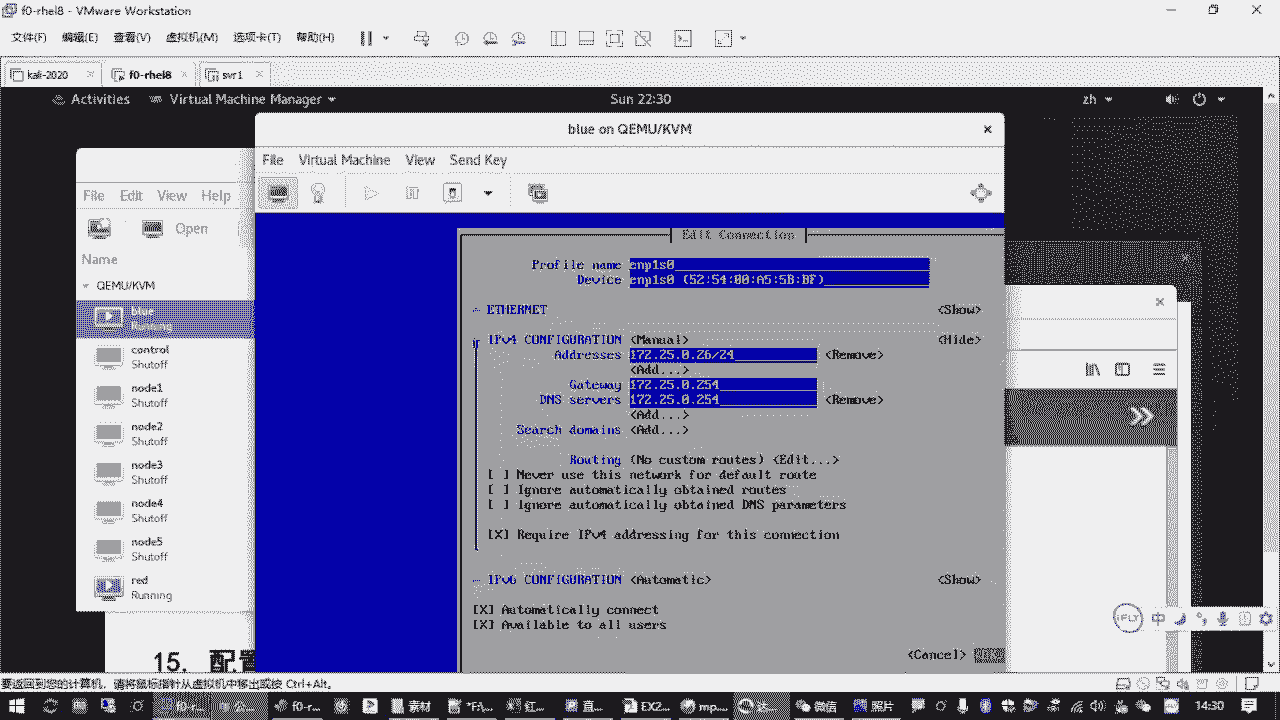 f0-rhel8 - VMware Workstation
文件(F) 编辑(E) 查看(V) 虚拟机(M) 选项卡(T) 帮助(H)
kali-2020 f0-rhel8 svr1
Activities Virtual Machine Manager Sun 22:30 zh
blue on QEMU/KVM
File Virtual Machine View Send Key
File Edit View Help
Open
Name
QEMU/KVM
blue
Running
control
Shutoff
node1
Shutoff
node2
Shutoff
node3
Shutoff
node4
Shutoff
node5
Shutoff
red
Running
Edit Connection
Profile name enp1s0
Device enp1s0 (52:54:00:A5:5B:BF)
ETHERNET <Show>
IPv4 CONFIGURATION <Manual> <Hide>
Addresses 172.25.0.26/24 <Remove>
<Add...>
Gateway 172.25.0.254
DNS servers 172.25.0.254 <Remove>
<Add...>
Search domains <Add...>
Routing (No custom routes) <Edit...>
[ ] Never use this network for default route
[ ] Ignore automatically obtained routes
[ ] Ignore automatically obtained DNS parameters
[X] Require IPv4 addressing for this connection
IPv6 CONFIGURATION <Automatic> <Show>
[X] Automatically connect
[X] Available to all users
<Cancel>
15. 配置
iFLY 中
要返回到您的计算机，请将鼠标指针从虚拟机中移出或按 Ctrl+Alt。
f0-r... 素材 EX2... mp... 微信 照片 14:30